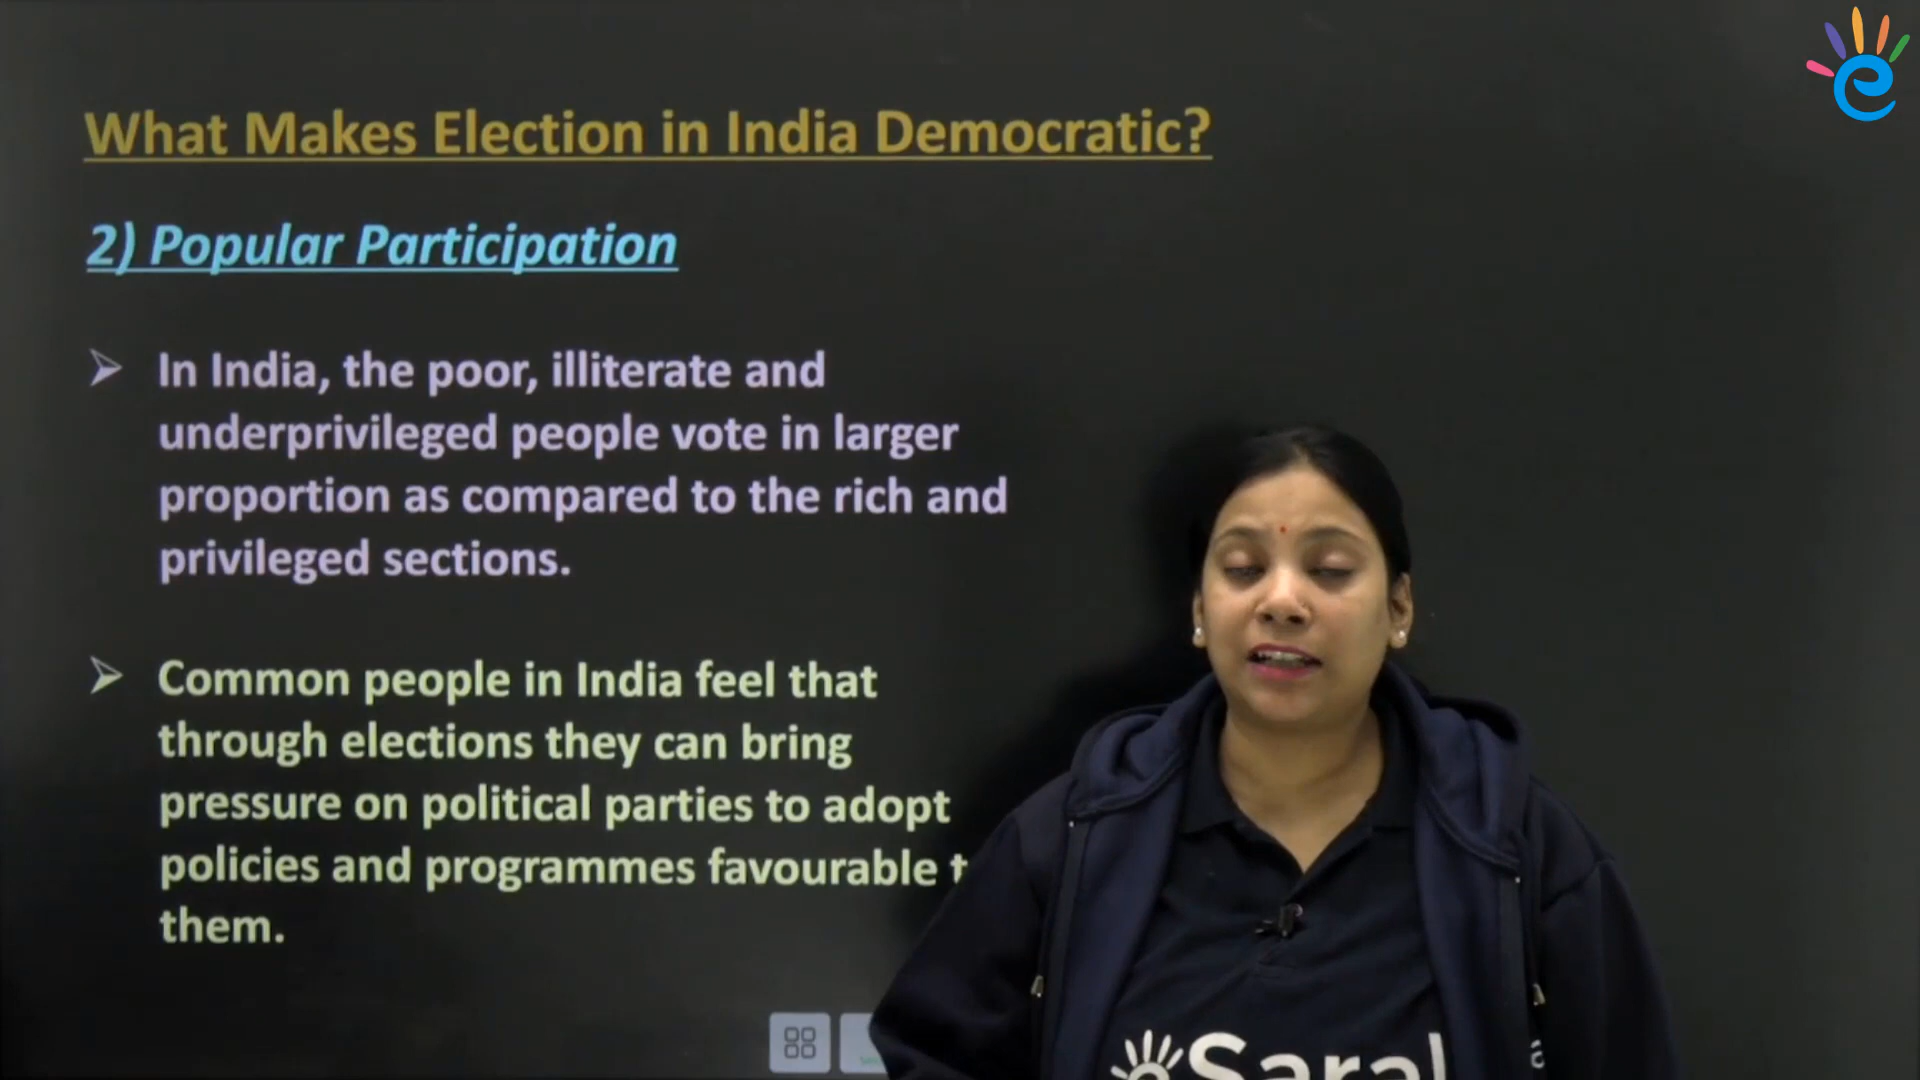 What Makes Election in India Democratic?
2) Popular Participation
➢ In India, the poor, illiterate and
underprivileged people vote in larger
proportion as compared to the rich and
privileged sections.
➢ Common people in India feel that
through elections they can bring
pressure on political parties to adopt
policies and programmes favourable t
them.
Saral